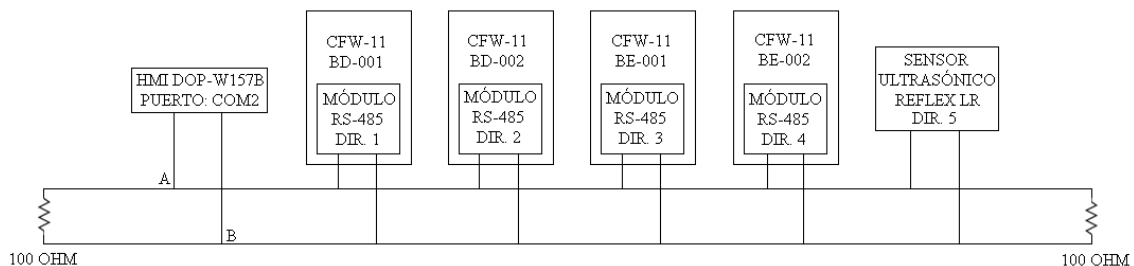 HMI DOP-W157B
PUERTO: COM2
CFW-11
BD-001
MÓDULO
RS-485
DIR. 1
CFW-11
BD-002
MÓDULO
RS-485
DIR. 2
CFW-11
BE-001
MÓDULO
RS-485
DIR. 3
CFW-11
BE-002
MÓDULO
RS-485
DIR. 4
SENSOR
ULTRASÓNICO
REFLEX LR
DIR. 5
A
B
100 OHM
100 OHM